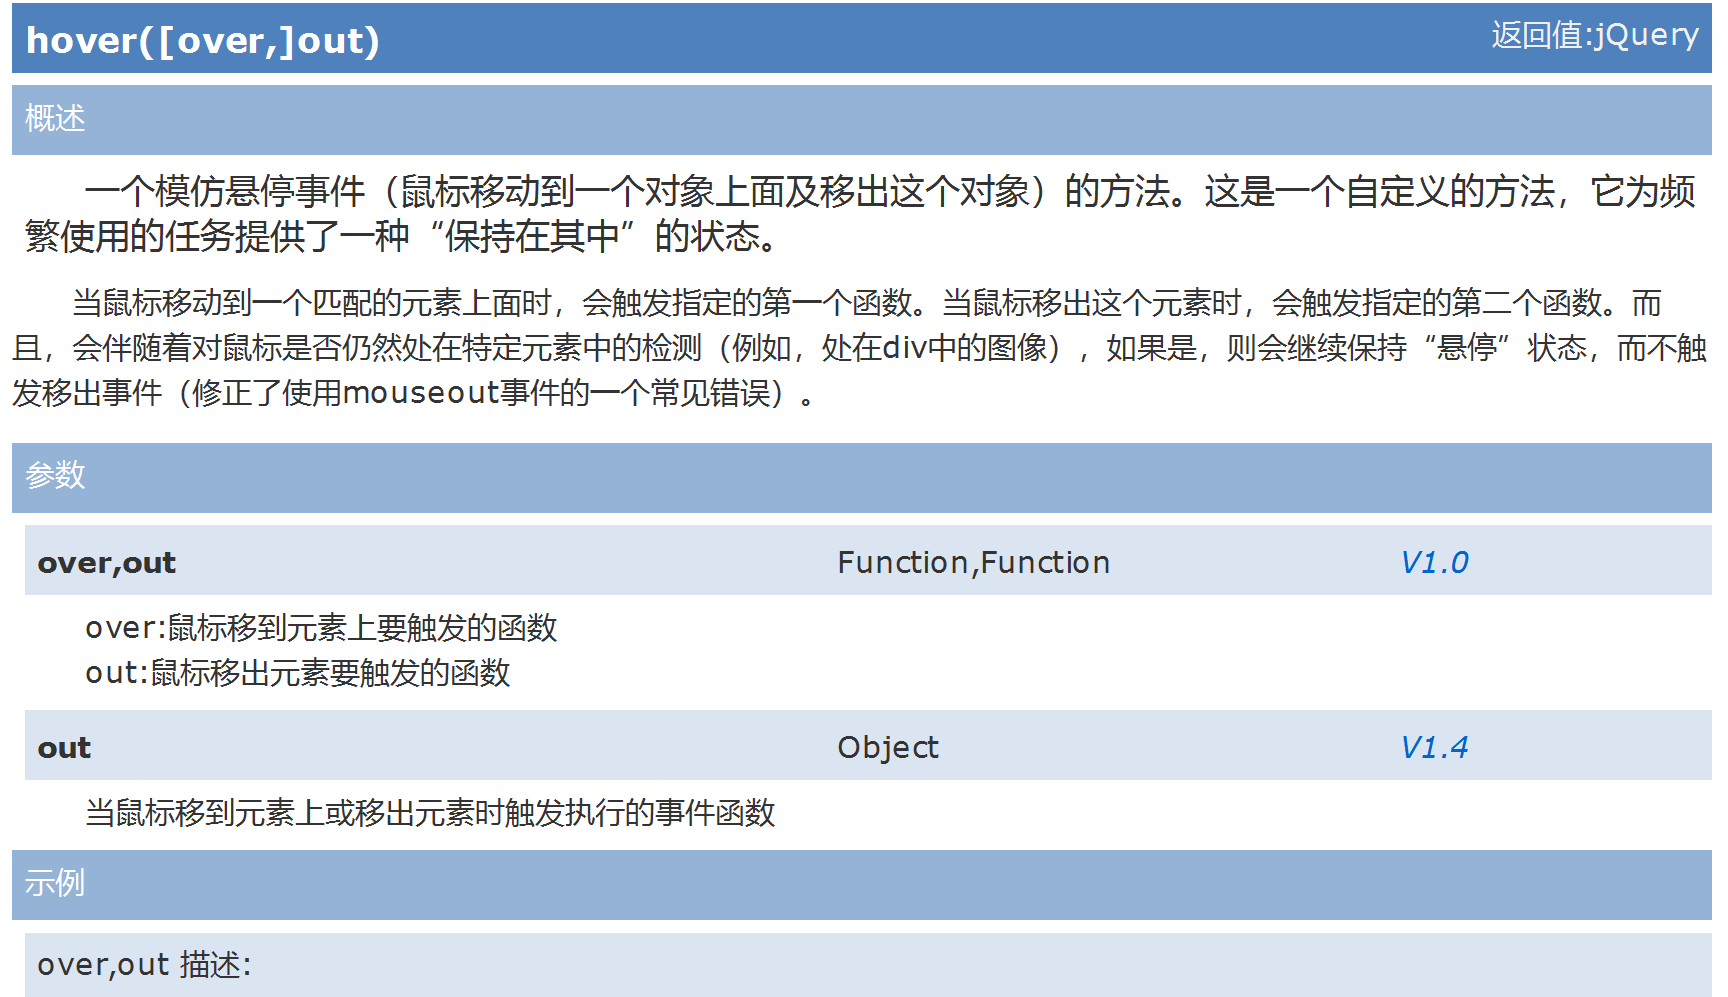 hover([over,]out)
返回值:jQuery
概述
一个模仿悬停事件（鼠标移动到一个对象上面及移出这个对象）的方法。这是一个自定义的方法，它为频
繁使用的任务提供了一种“保持在其中”的状态。
当鼠标移动到一个匹配的元素上面时，会触发指定的第一个函数。当鼠标移出这个元素时，会触发指定的第二个函数。而
且，会伴随着对鼠标是否仍然处在特定元素中的检测（例如，处在div中的图像），如果是，则会继续保持“悬停”状态，而不触
发移出事件（修正了使用mouseout事件的一个常见错误）。
参数
over,out Function,Function V1.0
over:鼠标移到元素上要触发的函数
out:鼠标移出元素要触发的函数
out Object V1.4
当鼠标移到元素上或移出元素时触发执行的事件函数
示例
over,out 描述: